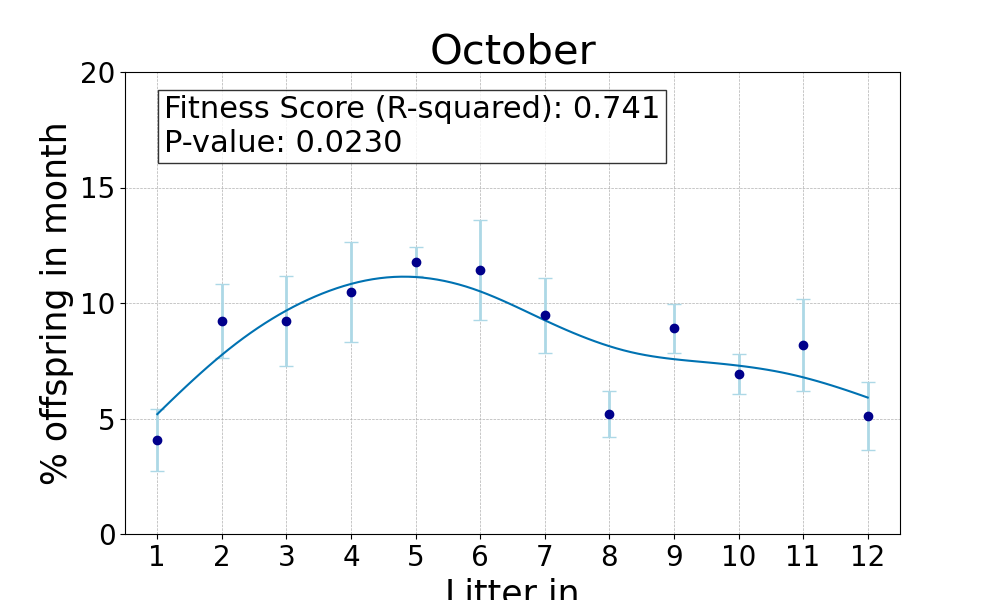 October
Fitness Score (R-squared): 0.741
P-value: 0.0230
% offspring in month
20
15
10
5
0
1 2 3 4 5 6 7 8 9 10 11 12
Litter in